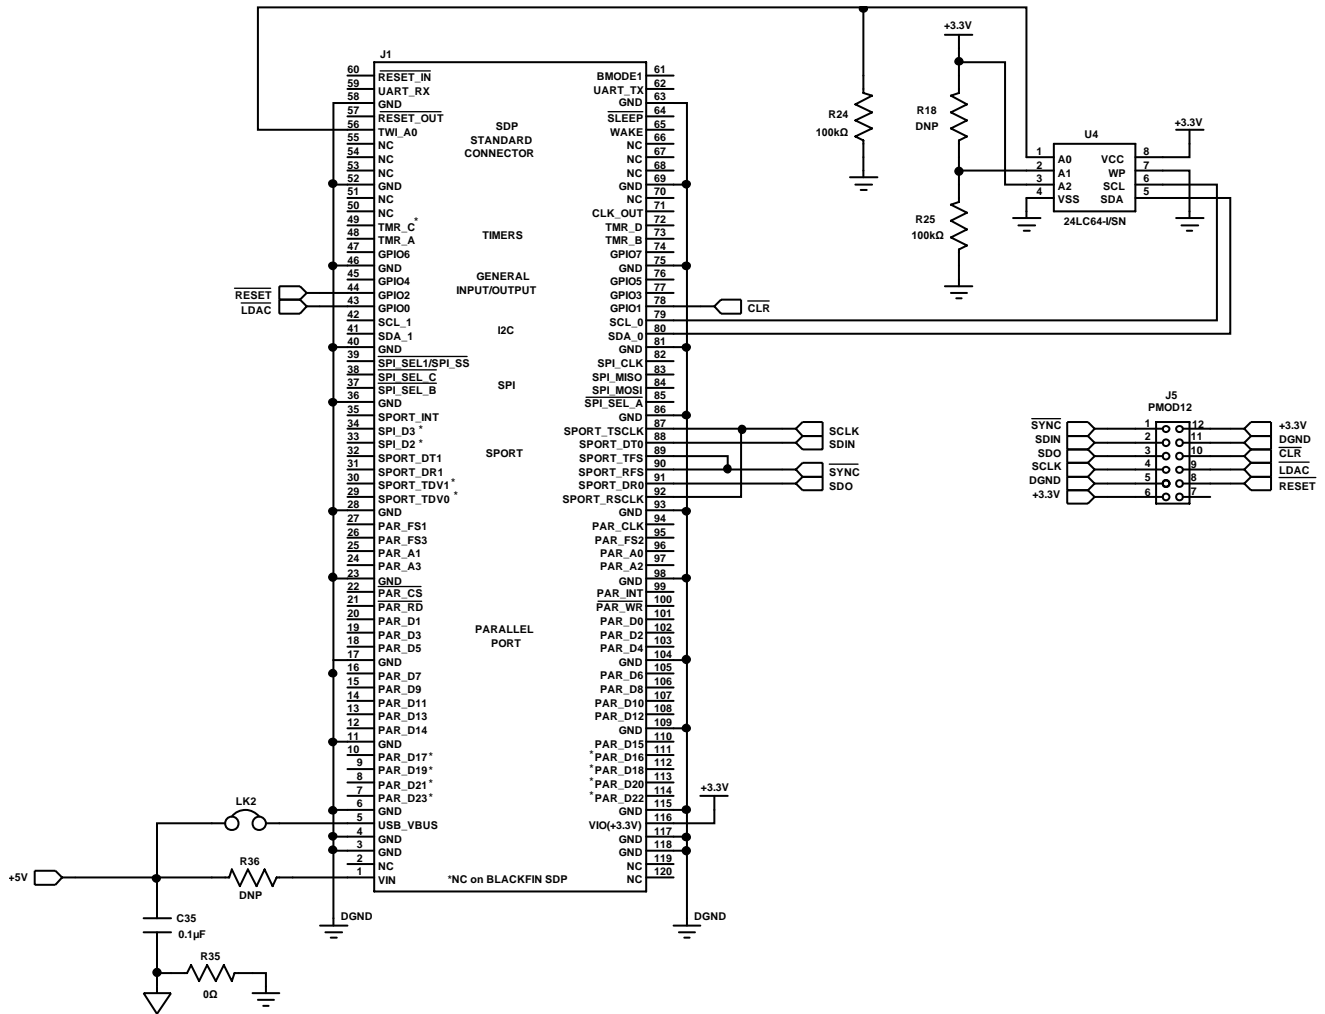 J1
60 RESET_IN
59 UART_RX
58 GND
57 RESET_OUT
56 TWI_A0
55 NC
54 NC
53 NC
52 GND
51 NC
50 NC
49 TMR_C*
48 TMR_A
47 GPIO6
46 GND
45 GPIO4
44 GPIO2
43 GPIO0
42 SCL_1
41 SDA_1
40 GND
39 SPI_SEL1/SPI_SS
38 SPI_SEL_C
37 SPI_SEL_B
36 GND
35 SPORT_INT
34 SPI_D3*
33 SPI_D2*
32 SPORT_DT1
31 SPORT_DR1
30 SPORT_TDV1*
29 SPORT_TDV0*
28 GND
27 PAR_FS1
26 PAR_FS3
25 PAR_A1
24 PAR_A3
23 GND
22 PAR_CS
21 PAR_RD
20 PAR_D1
19 PAR_D3
18 PAR_D5
17 GND
16 PAR_D7
15 PAR_D9
14 PAR_D11
13 PAR_D13
12 PAR_D14
11 GND
10 PAR_D17*
9 PAR_D19*
8 PAR_D21*
7 PAR_D23*
6 GND
5 USB_VBUS
4 GND
3 GND
2 NC
1 VIN
SDP
STANDARD
CONNECTOR
TIMERS
GENERAL
INPUT/OUTPUT
I2C
SPI
SPORT
PARALLEL
PORT
*NC on BLACKFIN SDP
BMODE1 61
UART_TX 62
GND 63
SLEEP 64
WAKE 65
NC 66
NC 67
NC 68
GND 69
NC 70
CLK_OUT 71
TMR_D 72
TMR_B 73
GPIO7 74
GND 75
GPIO5 76
GPIO3 77
GPIO1 78
SCL_0 79
SDA_0 80
GND 81
SPI_CLK 82
SPI_MISO 83
SPI_MOSI 84
SPI_SEL_A 85
GND 86
SPORT_TSCLK 87
SPORT_DT0 88
SPORT_TFS 89
SPORT_RFS 90
SPORT_DR0 91
SPORT_RSCLK 92
GND 93
PAR_CLK 94
PAR_FS2 95
PAR_A0 96
PAR_A2 97
GND 98
PAR_INT 99
PAR_WR 100
PAR_D0 101
PAR_D2 102
PAR_D4 103
GND 104
PAR_D6 105
PAR_D8 106
PAR_D10 107
PAR_D12 108
GND 109
PAR_D15 110
*PAR_D16 111
*PAR_D18 112
*PAR_D20 113
*PAR_D22 114
GND 115
VIO(+3.3V) 116
GND 117
GND 118
NC 119
NC 120
RESET
LDAC
CLR
SCLK
SDIN
SYNC
SDO
+3.3V
DGND
DGND
LK2
+5V
R36
DNP
C35
0.1µF
R35
0Ω
R24
100kΩ
+3.3V
R18
DNP
R25
100kΩ
+3.3V
U4
1 A0 VCC 8
2 A1 WP 7
3 A2 SCL 6
4 VSS SDA 5
24LC64-I/SN
J5
PMOD12
SYNC 1 12 +3.3V
SDIN 2 11 DGND
SDO 3 10 CLR
SCLK 4 9 LDAC
DGND 5 8 RESET
+3.3V 6 7